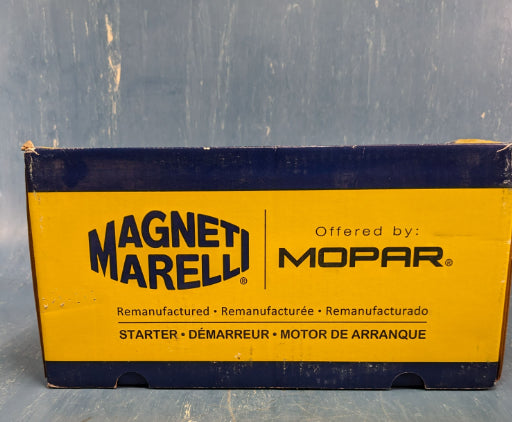 MAGNETI
MARELLI®
Offered by:
MOPAR®
Remanufactured • Remanufacturée • Remanufacturado
STARTER • DÉMARREUR • MOTOR DE ARRANQUE